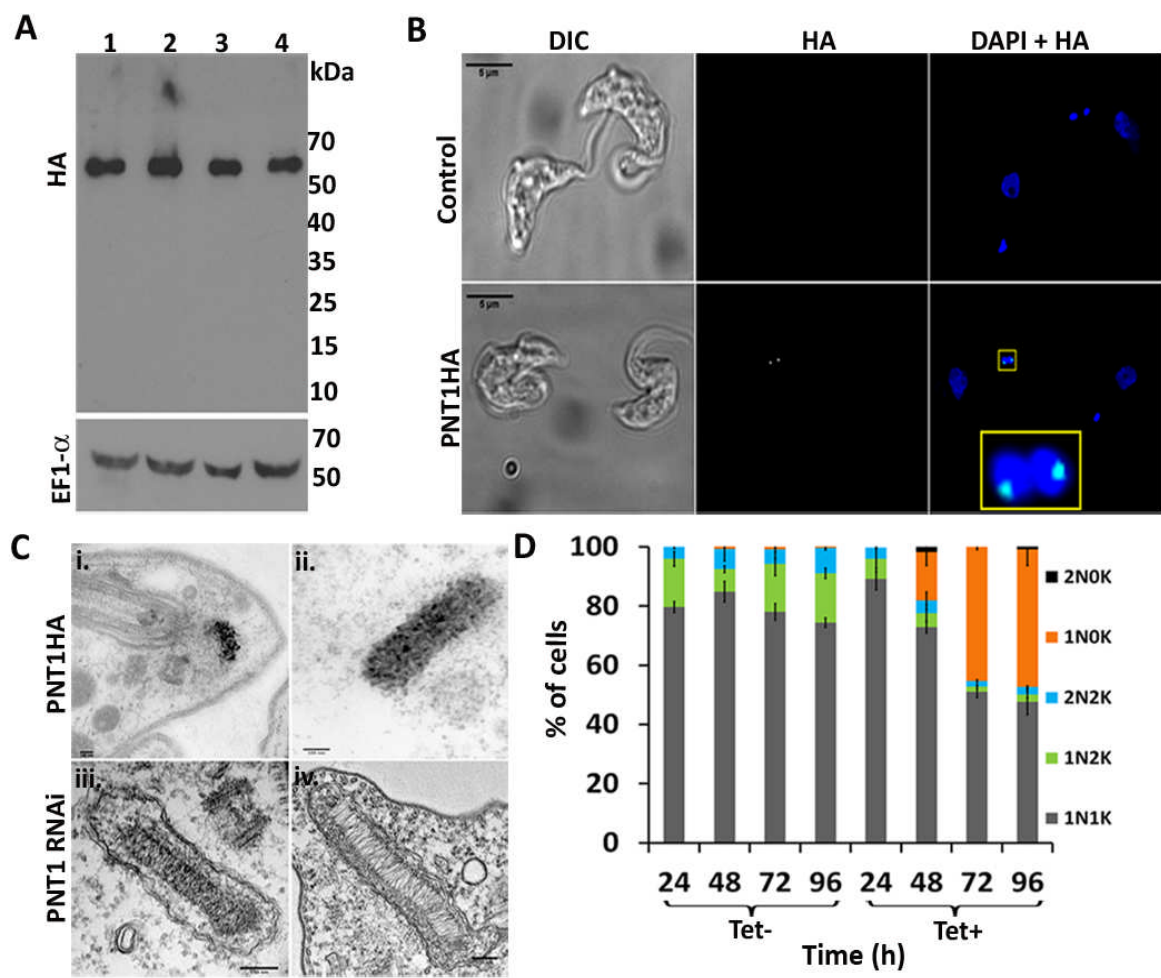 A
1 2 3 4
kDa
HA
70
50
40
35
25
15
10
EF1-α
70
50
B
DIC HA DAPI + HA
Control
5 µm
PNT1HA
5 µm
C
PNT1HA
i.
ii.
PNT1 RNAi
iii.
iv.
D
% of cells
100
80
60
40
20
0
24 48 72 96 24 48 72 96
Tet- Tet+
Time (h)
2N0K
1N0K
2N2K
1N2K
1N1K